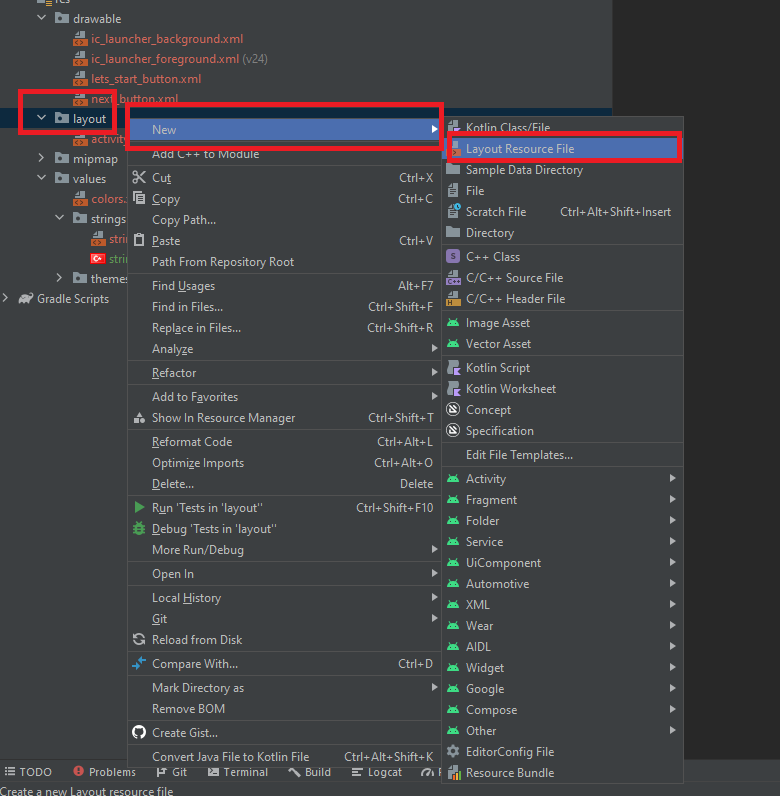 drawable
ic_launcher_background.xml
ic_launcher_foreground.xml (v24)
lets_start_button.xml
next_button.xml
layout
activity
mipmap
values
colors.
strings
strin
strin
themes
Gradle Scripts
New
Add C++ to Module
Cut Ctrl+X
Copy Ctrl+C
Copy Path...
Paste Ctrl+V
Path From Repository Root
Find Usages Alt+F7
Find in Files... Ctrl+Shift+F
Replace in Files... Ctrl+Shift+R
Analyze
Refactor
Add to Favorites
Show In Resource Manager Ctrl+Shift+T
Reformat Code Ctrl+Alt+L
Optimize Imports Ctrl+Alt+O
Delete... Delete
Run 'Tests in 'layout'' Ctrl+Shift+F10
Debug 'Tests in 'layout''
More Run/Debug
Open In
Local History
Git
Reload from Disk
Compare With... Ctrl+D
Mark Directory as
Remove BOM
Create Gist...
Convert Java File to Kotlin File Ctrl+Alt+Shift+K
Kotlin Class/File
Layout Resource File
Sample Data Directory
File
Scratch File Ctrl+Alt+Shift+Insert
Directory
C++ Class
C/C++ Source File
C/C++ Header File
Image Asset
Vector Asset
Kotlin Script
Kotlin Worksheet
Concept
Specification
Edit File Templates...
Activity
Fragment
Folder
Service
UiComponent
Automotive
XML
Wear
AIDL
Widget
Google
Compose
Other
EditorConfig File
Resource Bundle
TODO Problems Git Terminal Build Logcat
Create a new Layout resource file